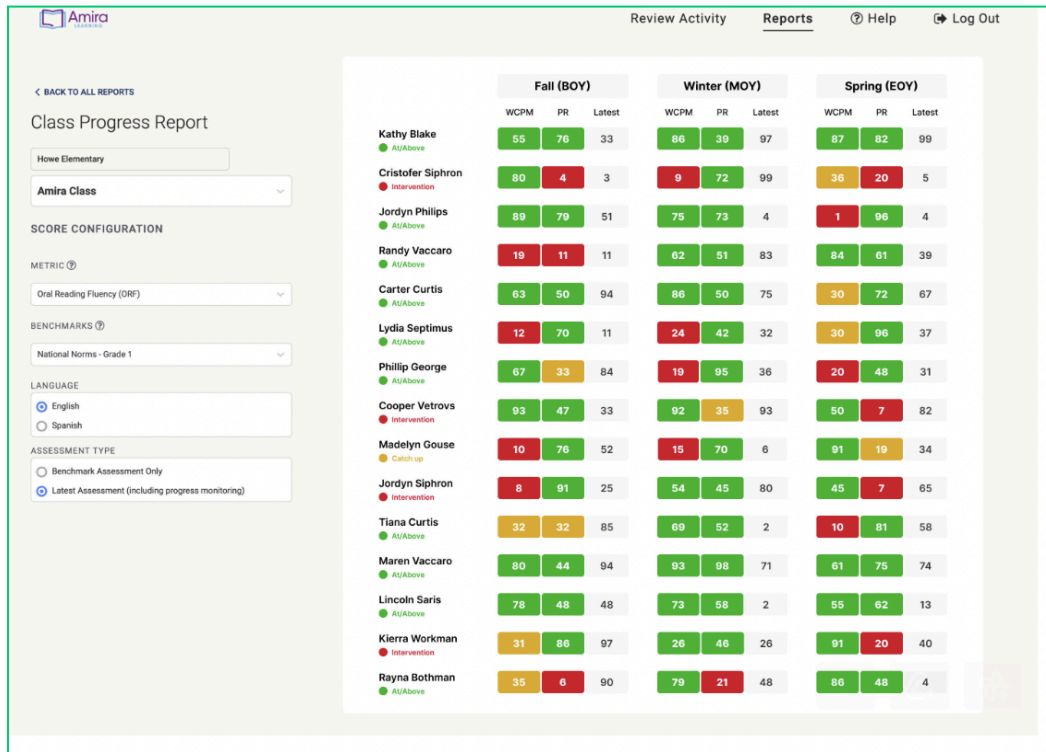 Amira
LEARNING
Review Activity Reports Help Log Out
BACK TO ALL REPORTS
Class Progress Report
Howe Elementary
Amira Class
SCORE CONFIGURATION
METRIC
Oral Reading Fluency (ORF)
BENCHMARKS
National Norms - Grade 1
LANGUAGE
English
Spanish
ASSESSMENT TYPE
Benchmark Assessment Only
Latest Assessment (including progress monitoring)
Fall (BOY) Winter (MOY) Spring (EOY)
WCPM PR Latest WCPM PR Latest WCPM PR Latest
Kathy Blake
At/Above
55 76 33 86 39 97 87 82 99
Cristofer Siphron
Intervention
80 4 3 9 72 99 36 20 5
Jordyn Philips
At/Above
89 79 51 75 73 4 1 96 4
Randy Vaccaro
At/Above
19 11 11 62 51 83 84 61 39
Carter Curtis
At/Above
63 50 94 86 50 75 30 72 67
Lydia Septimus
At/Above
12 70 11 24 42 32 30 96 37
Phillip George
At/Above
67 33 84 19 95 36 20 48 31
Cooper Vetrovs
Intervention
93 47 33 92 35 93 50 7 82
Madelyn Gouse
Catch up
10 76 52 15 70 6 91 19 34
Jordyn Siphron
Intervention
8 91 25 54 45 80 45 7 65
Tiana Curtis
At/Above
32 32 85 69 52 2 10 81 58
Maren Vaccaro
At/Above
80 44 94 93 98 71 61 75 74
Lincoln Saris
At/Above
78 48 48 73 58 2 55 62 13
Kierra Workman
Intervention
31 86 97 26 46 26 91 20 40
Rayna Bothman
At/Above
35 6 90 79 21 48 86 48 4